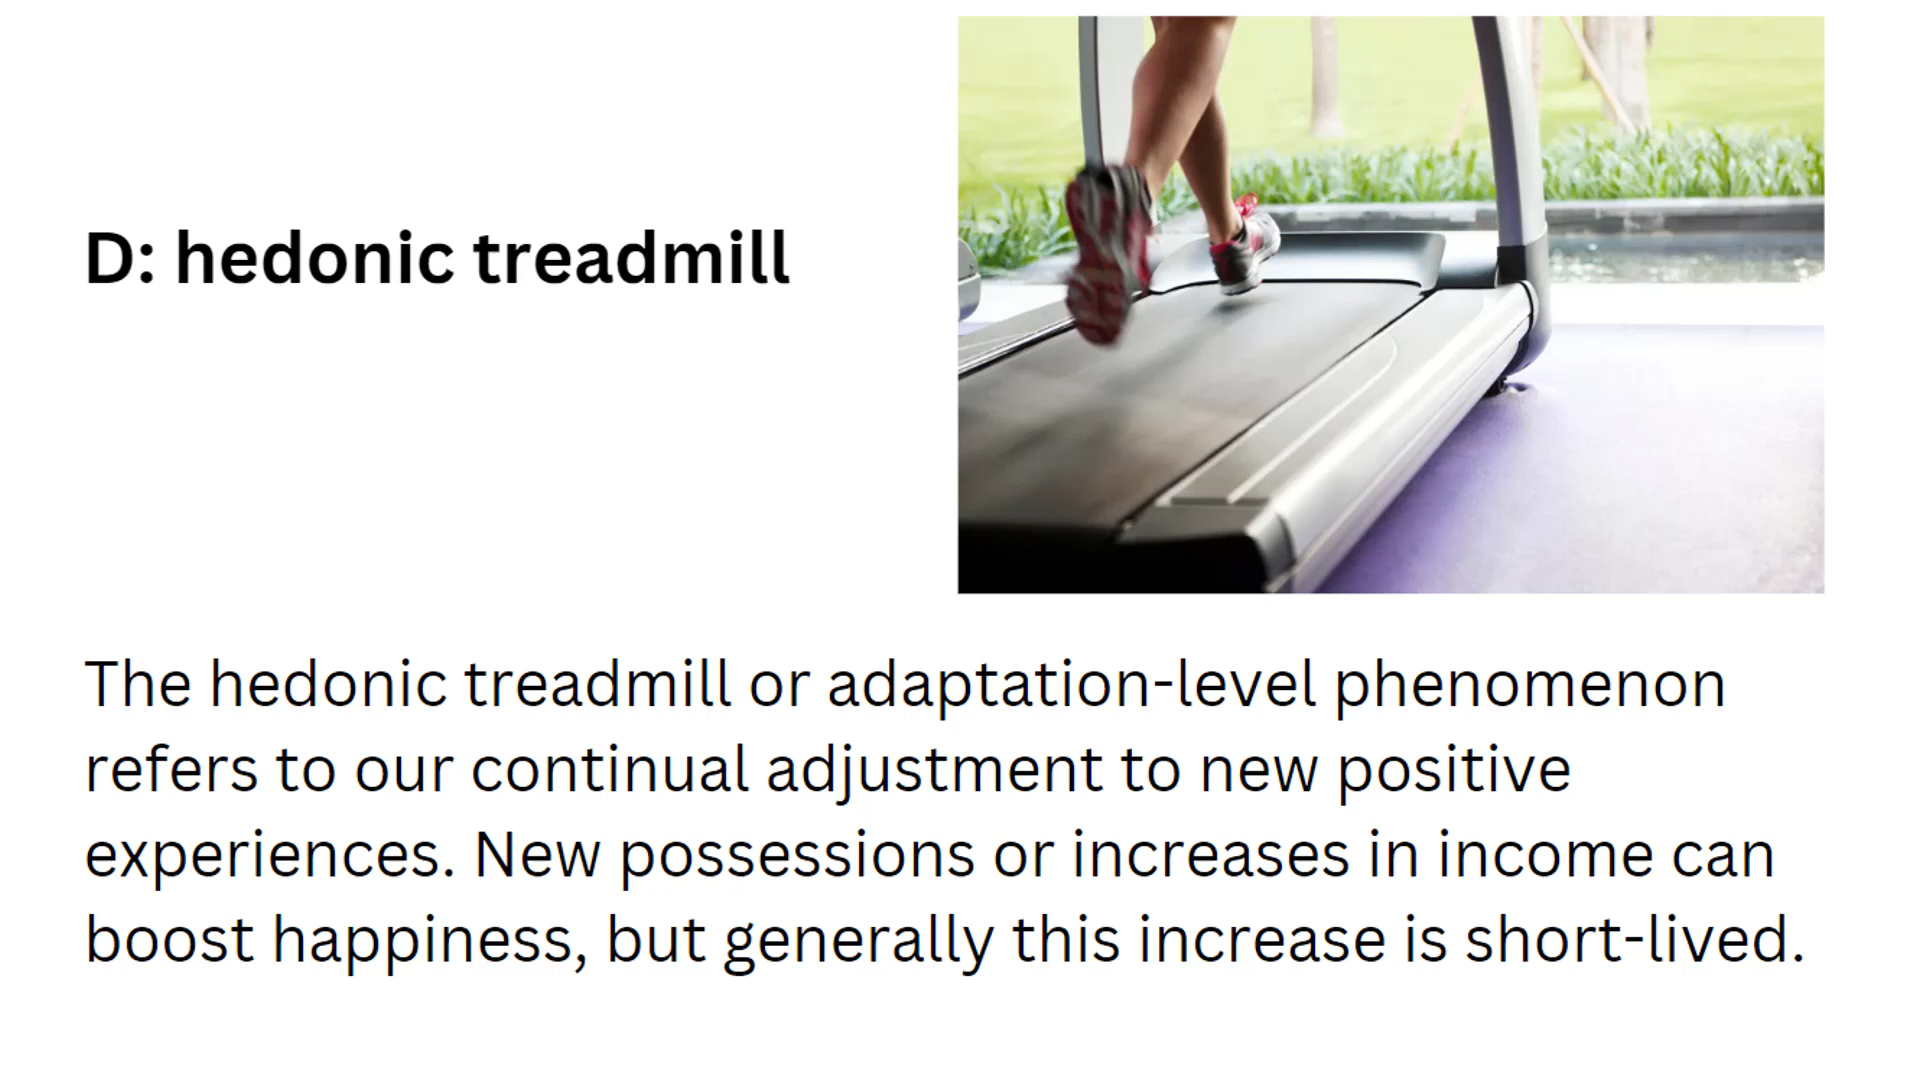 D: hedonic treadmill
The hedonic treadmill or adaptation-level phenomenon
refers to our continual adjustment to new positive
experiences. New possessions or increases in income can
boost happiness, but generally this increase is short-lived.